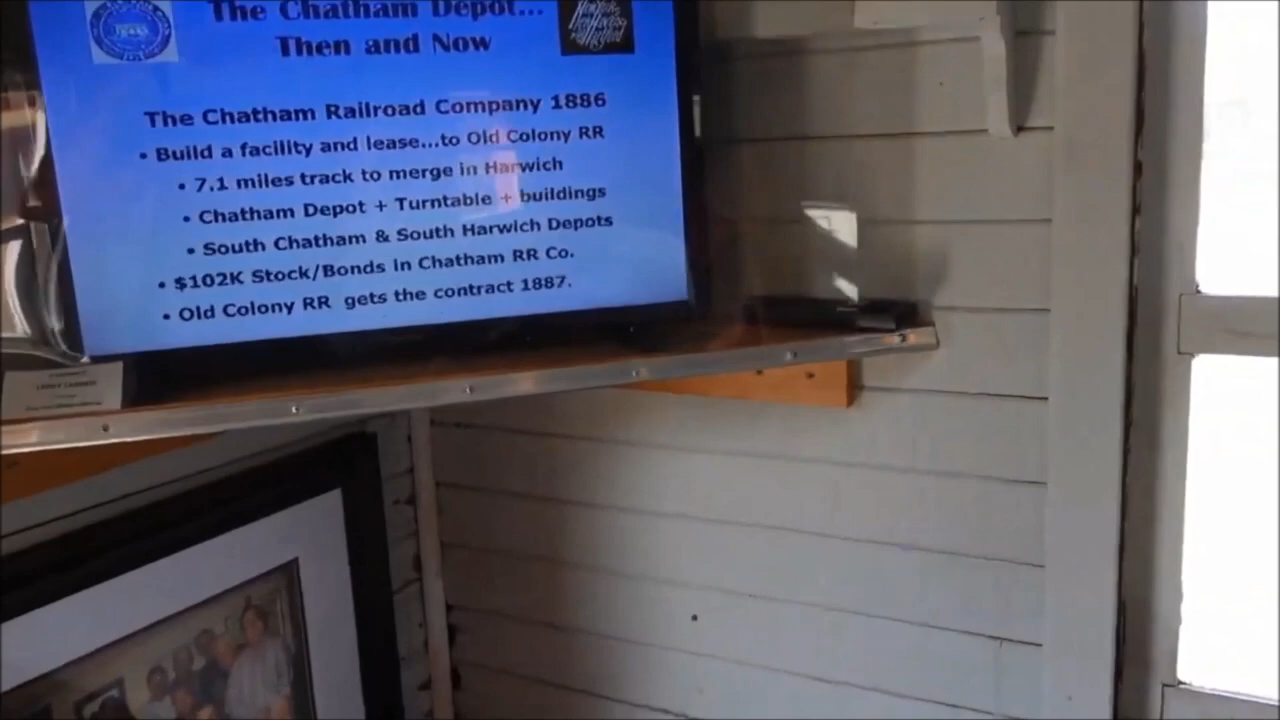 The Chatham Depot...
Then and Now
The Chatham Railroad Company 1886
• Build a facility and lease...to Old Colony RR
• 7.1 miles track to merge in Harwich
• Chatham Depot + Turntable + buildings
• South Chatham & South Harwich Depots
• $102K Stock/Bonds in Chatham RR Co.
• Old Colony RR gets the contract 1887.